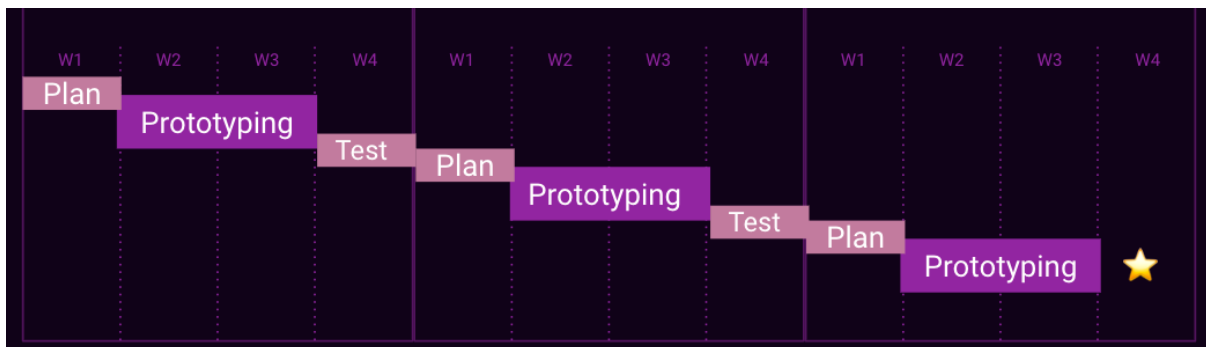 W1 W2 W3 W4 W1 W2 W3 W4 W1 W2 W3 W4
Plan
Prototyping
Test
Plan
Prototyping
Test
Plan
Prototyping